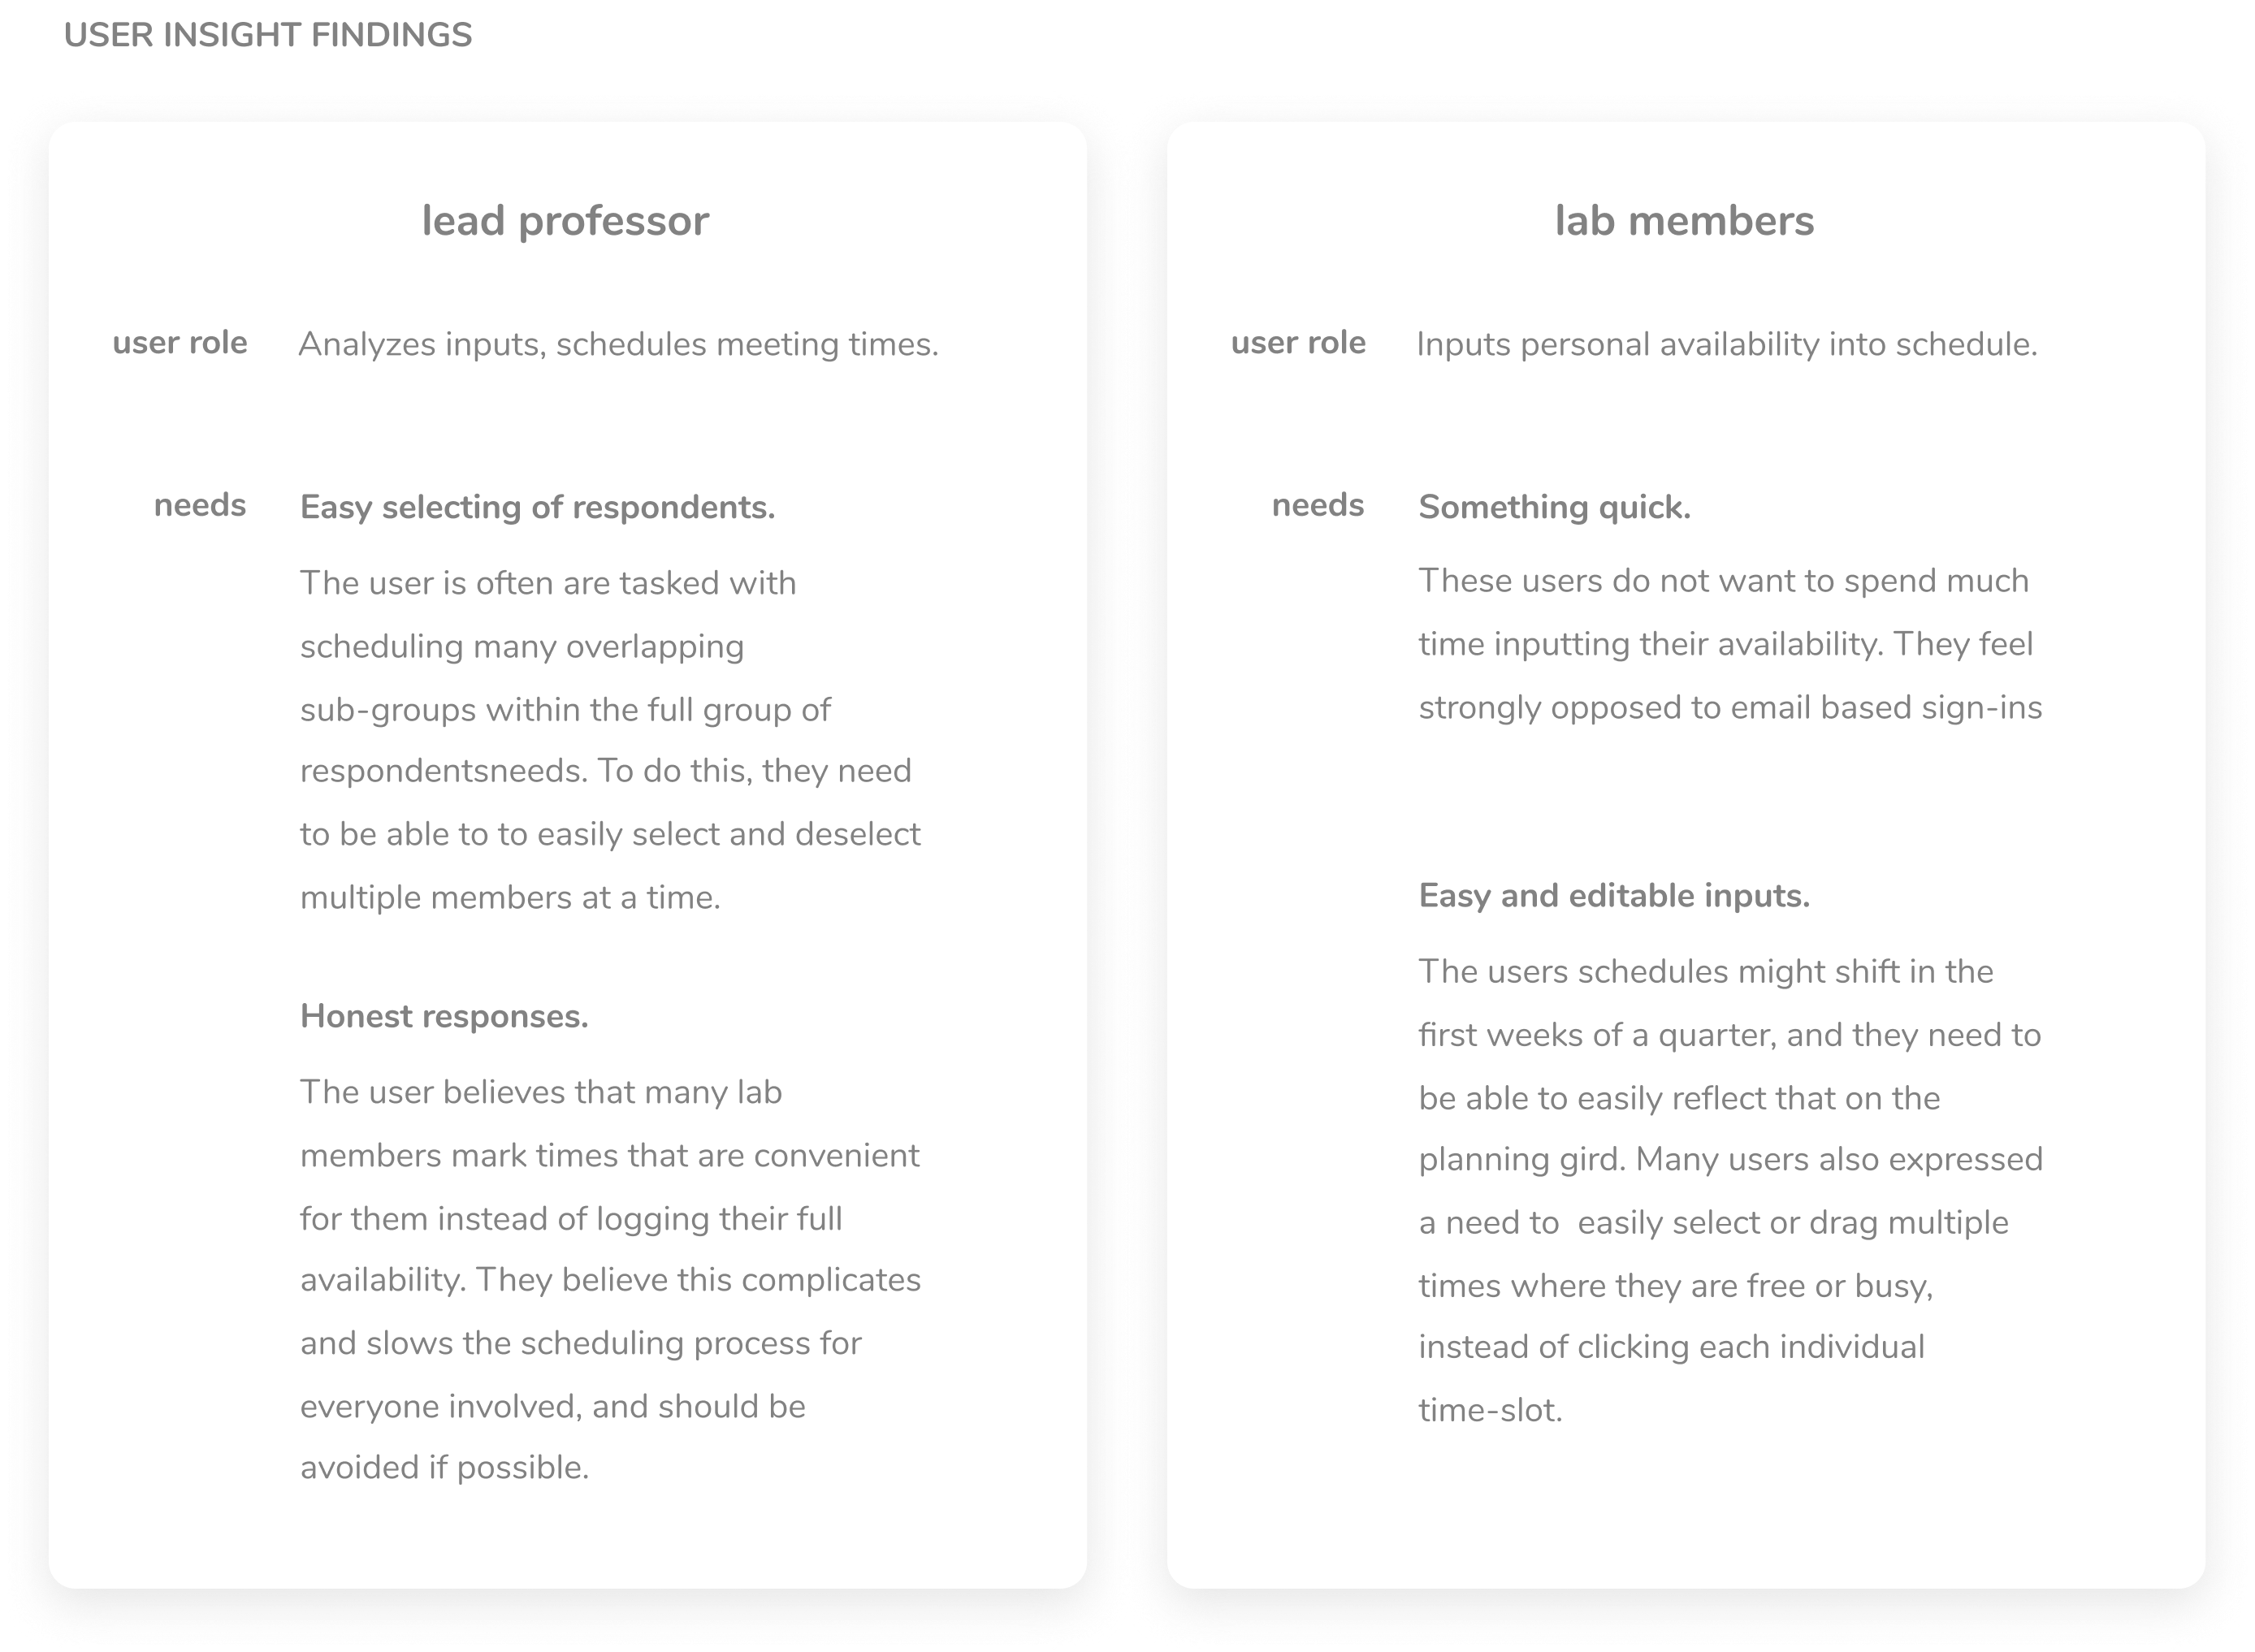 USER INSIGHT FINDINGS
lead professor
user role
Analyzes inputs, schedules meeting times.
needs
Easy selecting of respondents.
The user is often are tasked with
scheduling many overlapping
sub-groups within the full group of
respondentsneeds. To do this, they need
to be able to to easily select and deselect
multiple members at a time.
Honest responses.
The user believes that many lab
members mark times that are convenient
for them instead of logging their full
availability. They believe this complicates
and slows the scheduling process for
everyone involved, and should be
avoided if possible.
lab members
user role
Inputs personal availability into schedule.
needs
Something quick.
These users do not want to spend much
time inputting their availability. They feel
strongly opposed to email based sign-ins
Easy and editable inputs.
The users schedules might shift in the
first weeks of a quarter, and they need to
be able to easily reflect that on the
planning gird. Many users also expressed
a need to  easily select or drag multiple
times where they are free or busy,
instead of clicking each individual
time-slot.